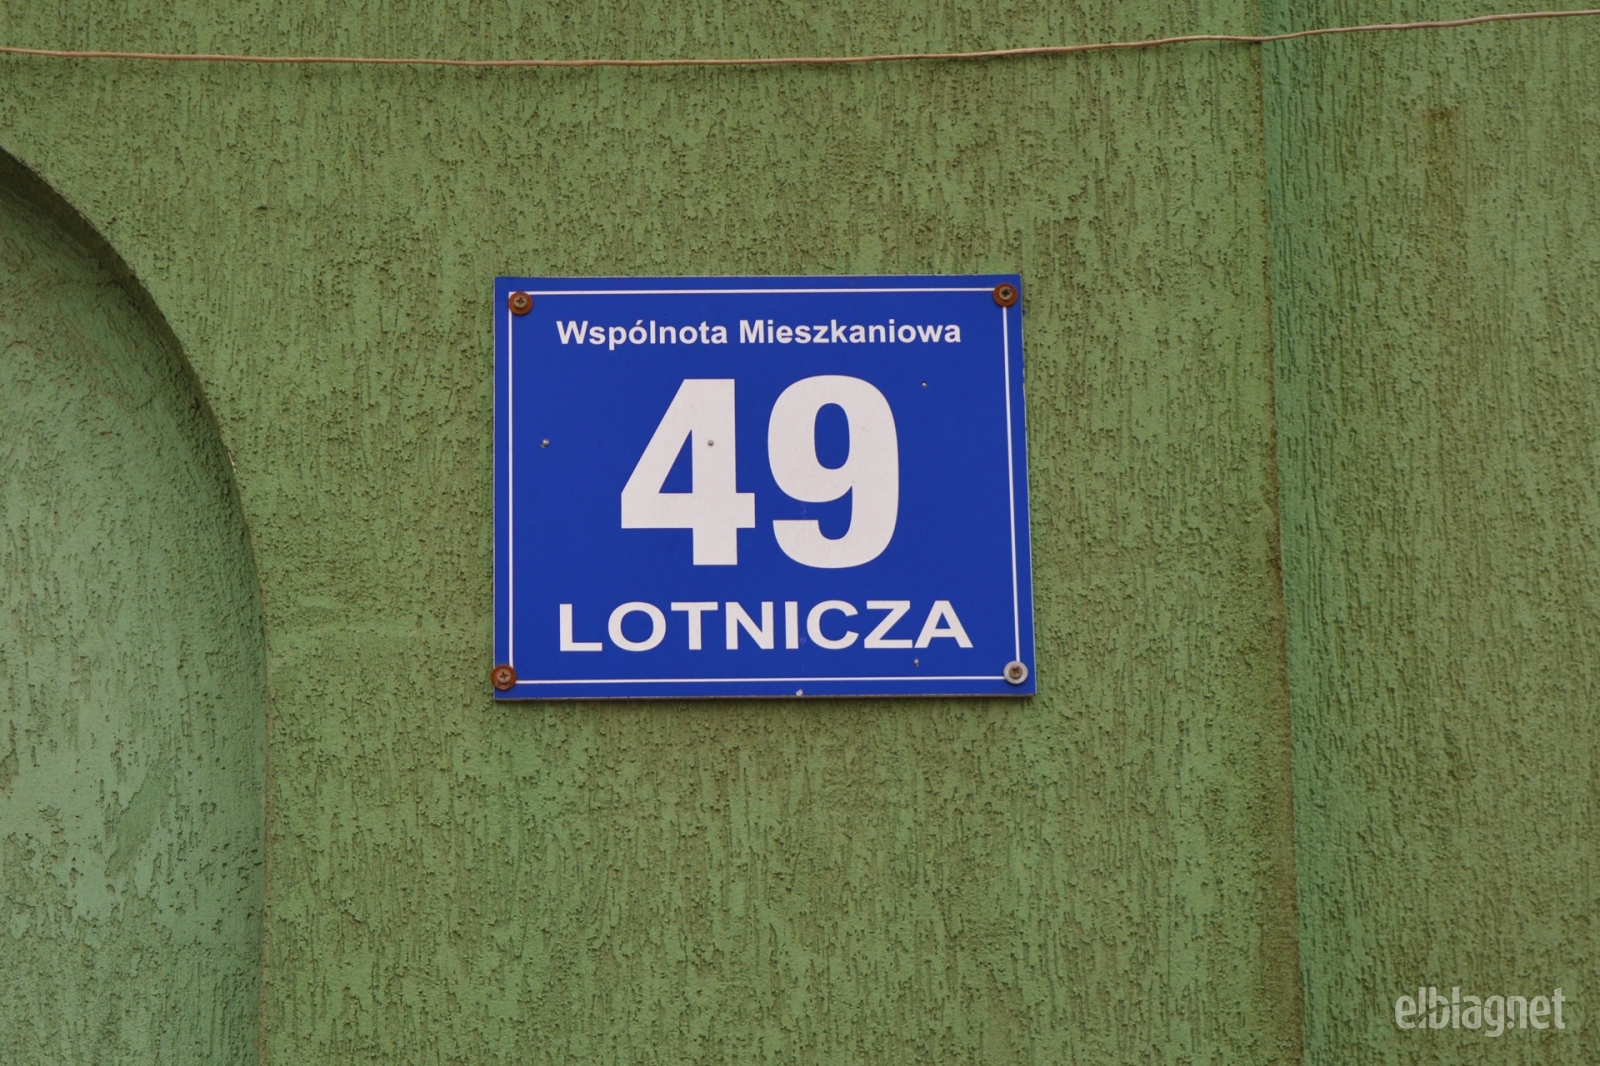 Wspólnota Mieszkaniowa
49
LOTNICZA
elblag.net